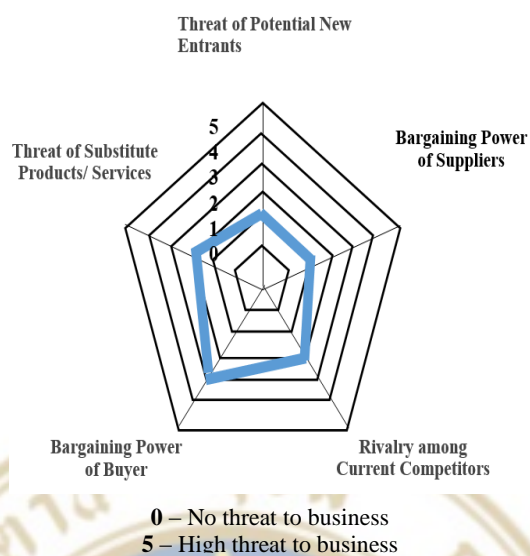 Threat of Potential New
Entrants
Bargaining Power
of Suppliers
Threat of Substitute
Products/ Services
5
4
3
2
1
0
Bargaining Power
of Buyer
Rivalry among
Current Competitors
0 – No threat to business
5 – High threat to business